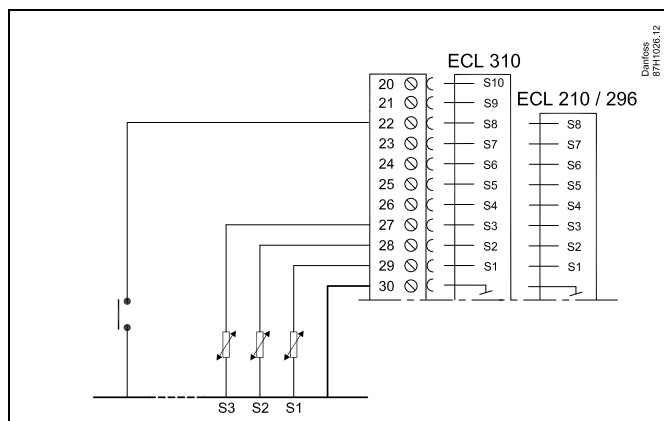 Danfoss
87H1026.12
ECL 310
ECL 210 / 296
20 S10
21 S9
22 S8 S8
23 S7 S7
24 S6 S6
25 S5 S5
26 S4 S4
27 S3 S3
28 S2 S2
29 S1 S1
30
S3 S2 S1